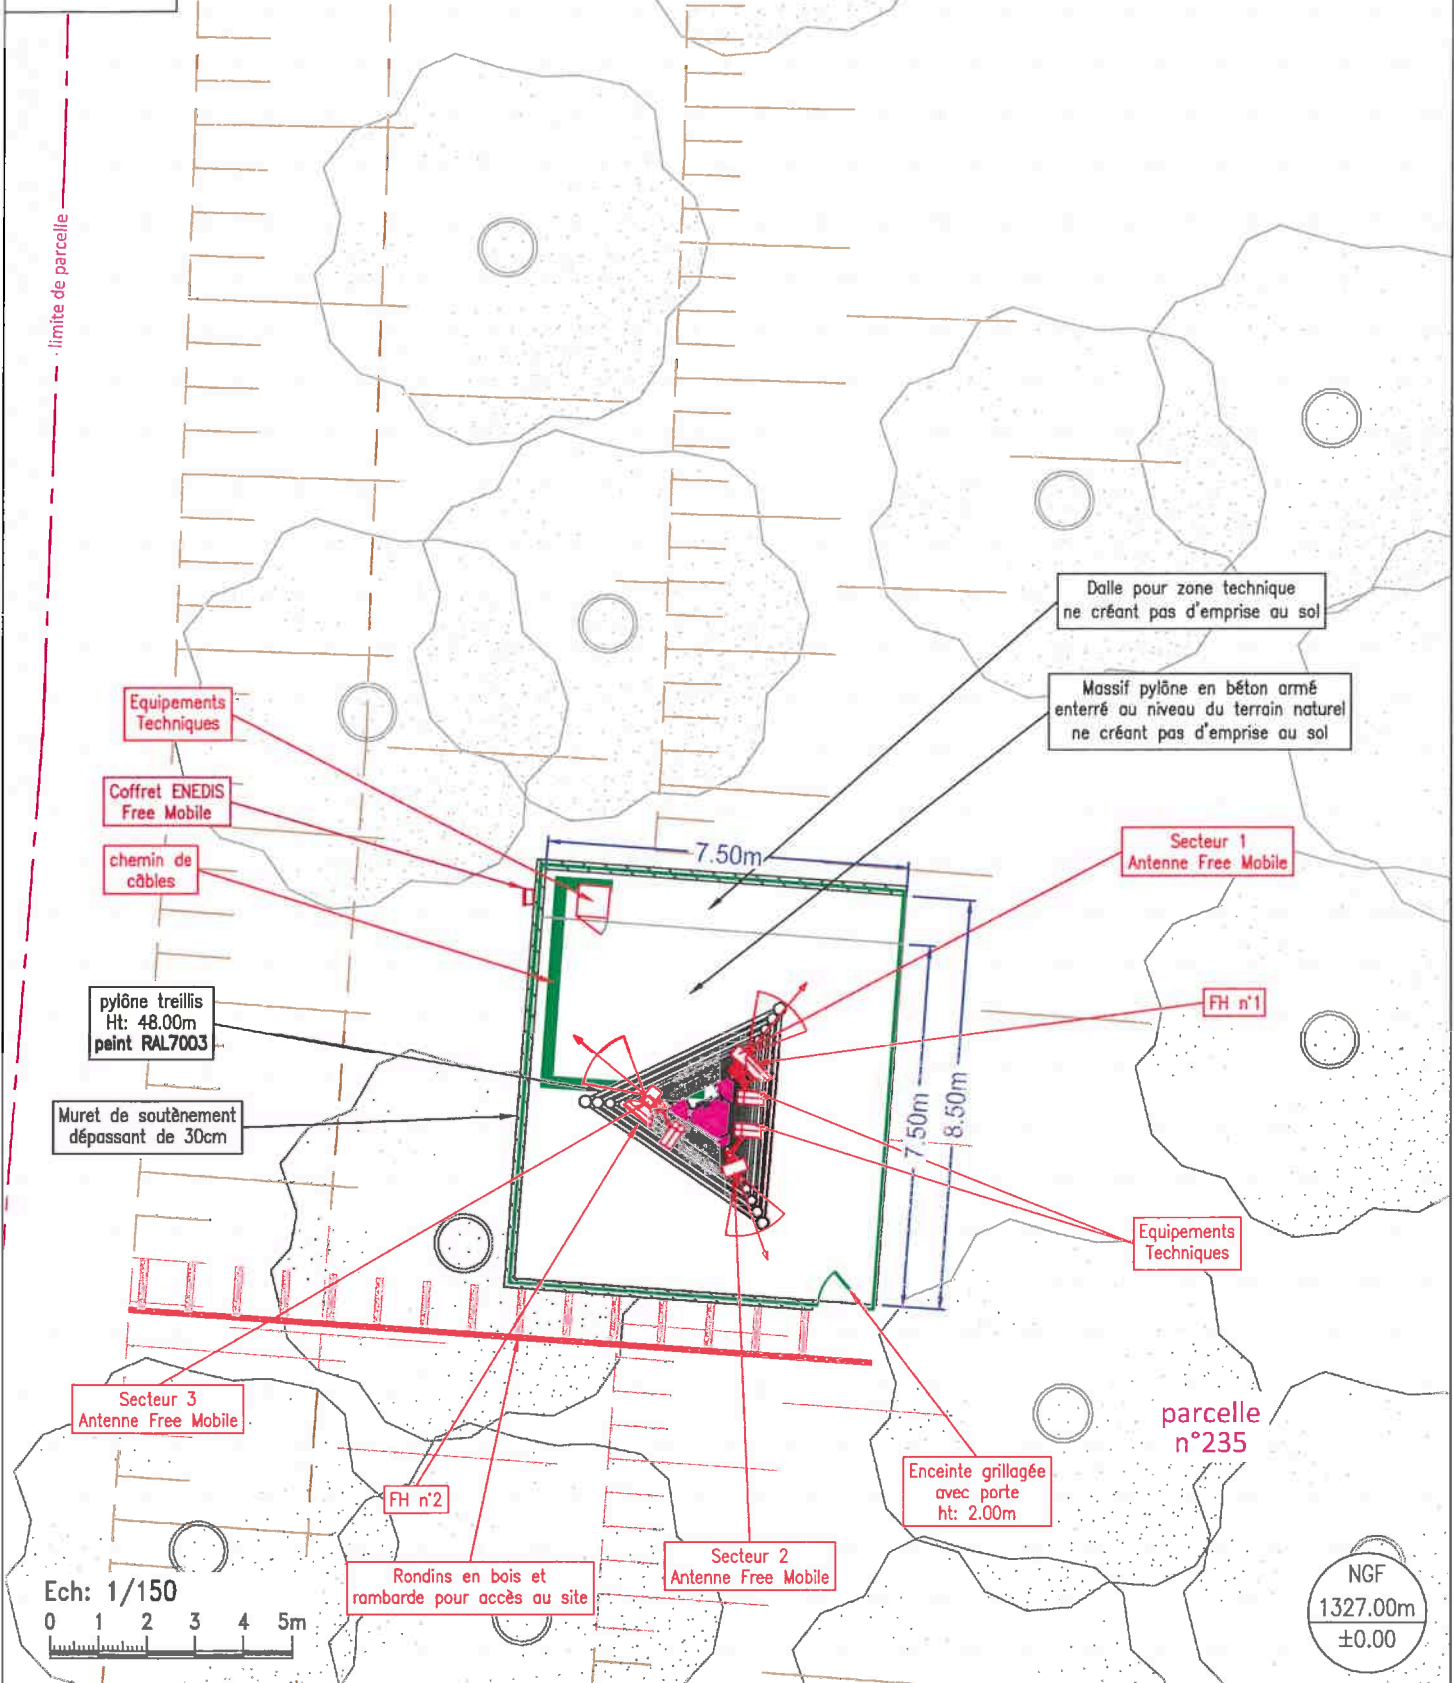 limite de parcelle
Dalle pour zone technique
ne créant pas d'emprise au sol
Massif pylône en béton armé
enterré au niveau du terrain naturel
ne créant pas d'emprise au sol
Equipements
Techniques
Coffret ENEDIS
Free Mobile
chemin de
câbles
7.50m
Secteur 1
Antenne Free Mobile
pylône treillis
Ht: 48.00m
peint RAL7003
FH n°1
Muret de soutènement
dépassant de 30cm
7.50m
8.50m
Equipements
Techniques
Secteur 3
Antenne Free Mobile
parcelle
n°235
FH n°2
Enceinte grillagée
avec porte
ht: 2.00m
Secteur 2
Antenne Free Mobile
Rondins en bois et
rambarde pour accès au site
Ech: 1/150
0 1 2 3 4 5m
NGF
1327.00m
±0.00